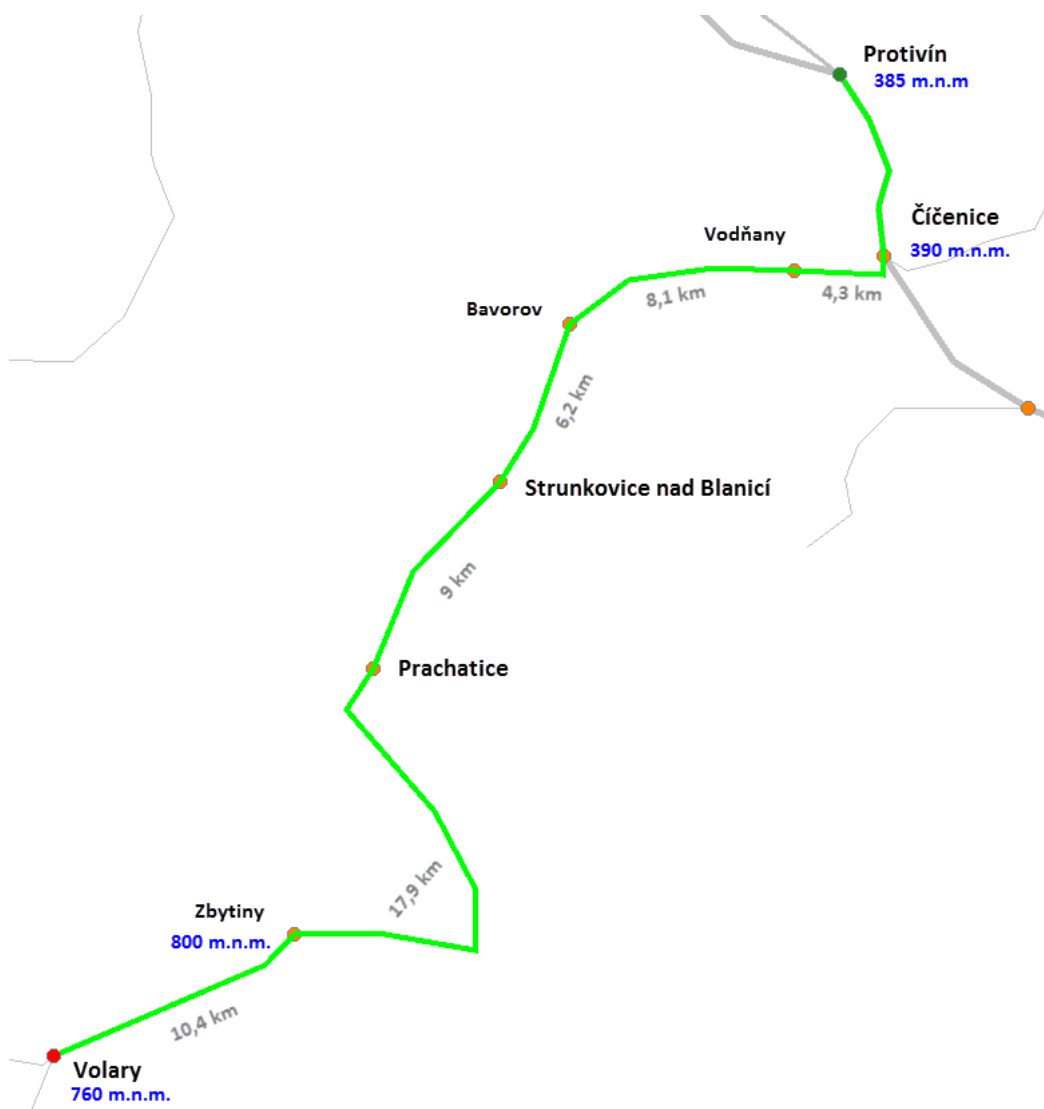 Protivín
385 m.n.m
Číčenice
390 m.n.m.
Vodňany
4,3 km
8,1 km
Bavorov
6,2 km
Strunkovice nad Blanicí
9 km
Prachatice
17,9 km
Zbytiny
800 m.n.m.
10,4 km
Volary
760 m.n.m.